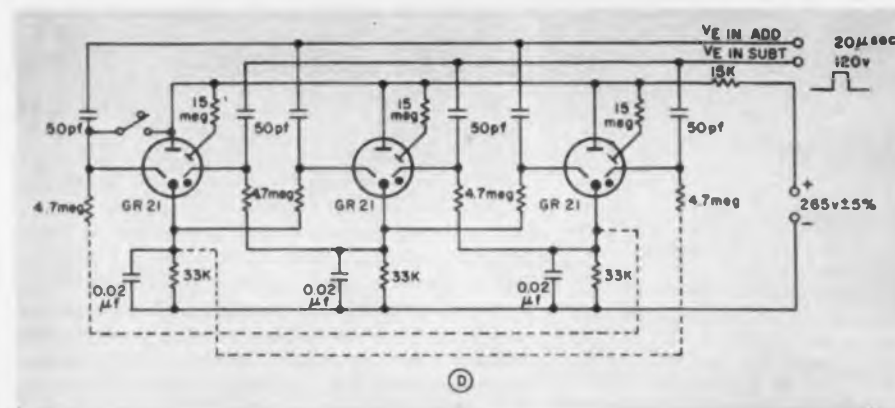 VE IN ADD
VE IN SUBT
20μsec
120v
15K
15 meg
15 meg
15 meg
50pf
50pf
50pf
50pf
GR 21
GR 21
GR 21
4.7meg
4.7meg
4.7meg
4.7meg
+
265v±5%
−
0.02 μf
33K
0.02 μf
33K
0.02 μf
33K
D